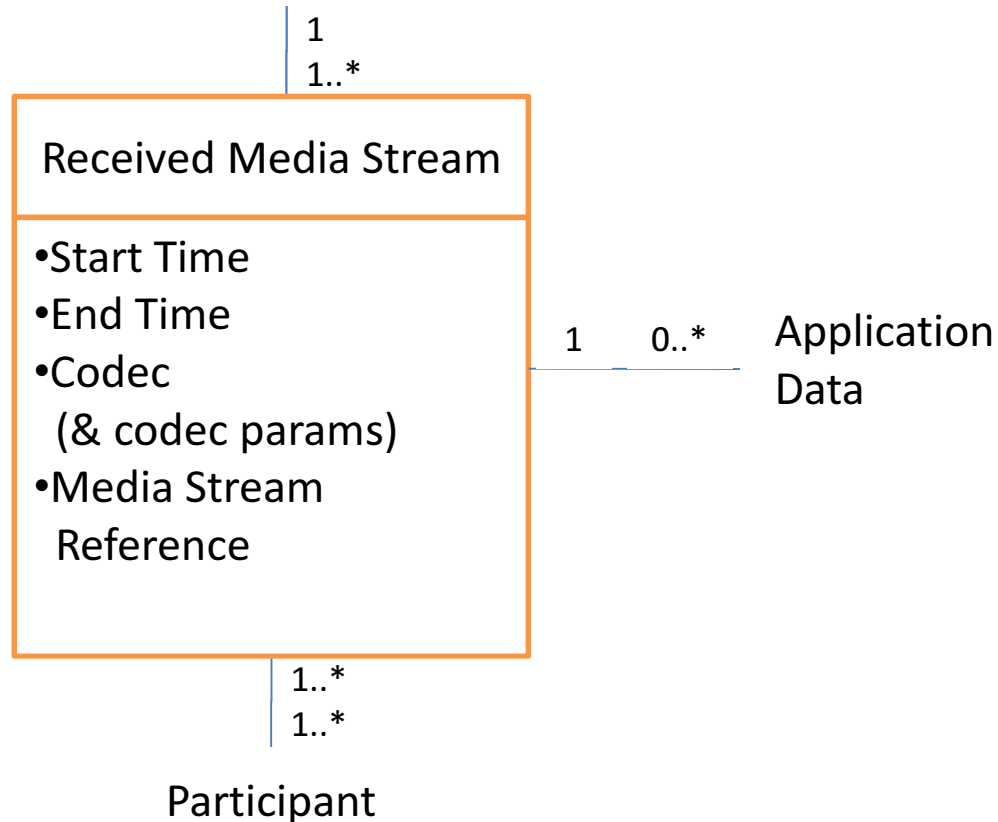 1
1..*
Received Media Stream
•Start Time
•End Time
•Codec
(& codec params)
•Media Stream
Reference
1 0..*
Application
Data
1..*
1..*
Participant